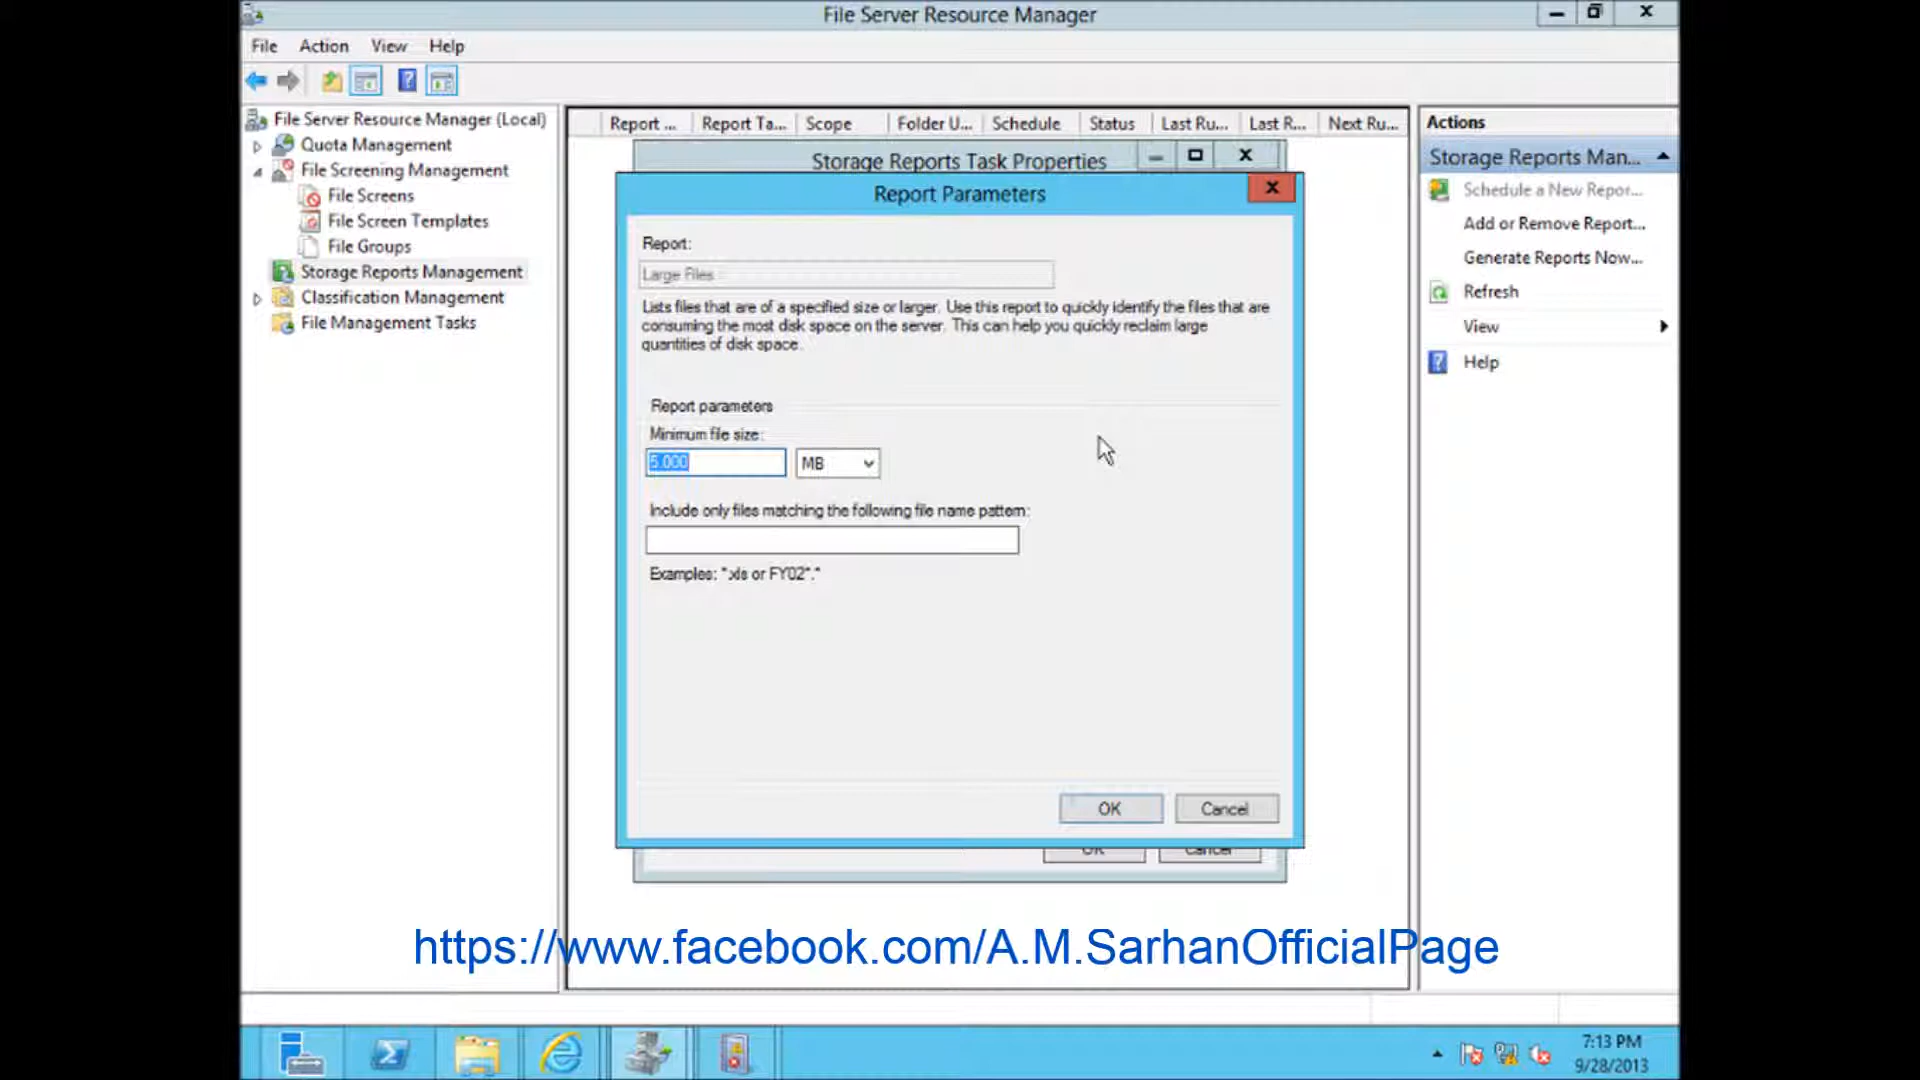 File Server Resource Manager
File Action View Help
File Server Resource Manager (Local)
Quota Management
File Screening Management
File Screens
File Screen Templates
File Groups
Storage Reports Management
Classification Management
File Management Tasks
Report ... Report Ta... Scope Folder U... Schedule Status Last Ru... Last R... Next Ru...
Storage Reports Task Properties
Report Parameters
Report:
Large Files
Lists files that are of a specified size or larger. Use this report to quickly identify the files that are
consuming the most disk space on the server. This can help you quickly reclaim large
quantities of disk space.
Report parameters
Minimum file size:
5.000 MB
Include only files matching the following file name pattern:
Examples: *.xls or FY02*.*
OK Cancel
OK Cancel
Actions
Storage Reports Man...
Schedule a New Repor...
Add or Remove Report...
Generate Reports Now...
Refresh
View
Help
https://www.facebook.com/A.M.SarhanOfficialPage
7:13 PM
9/28/2013